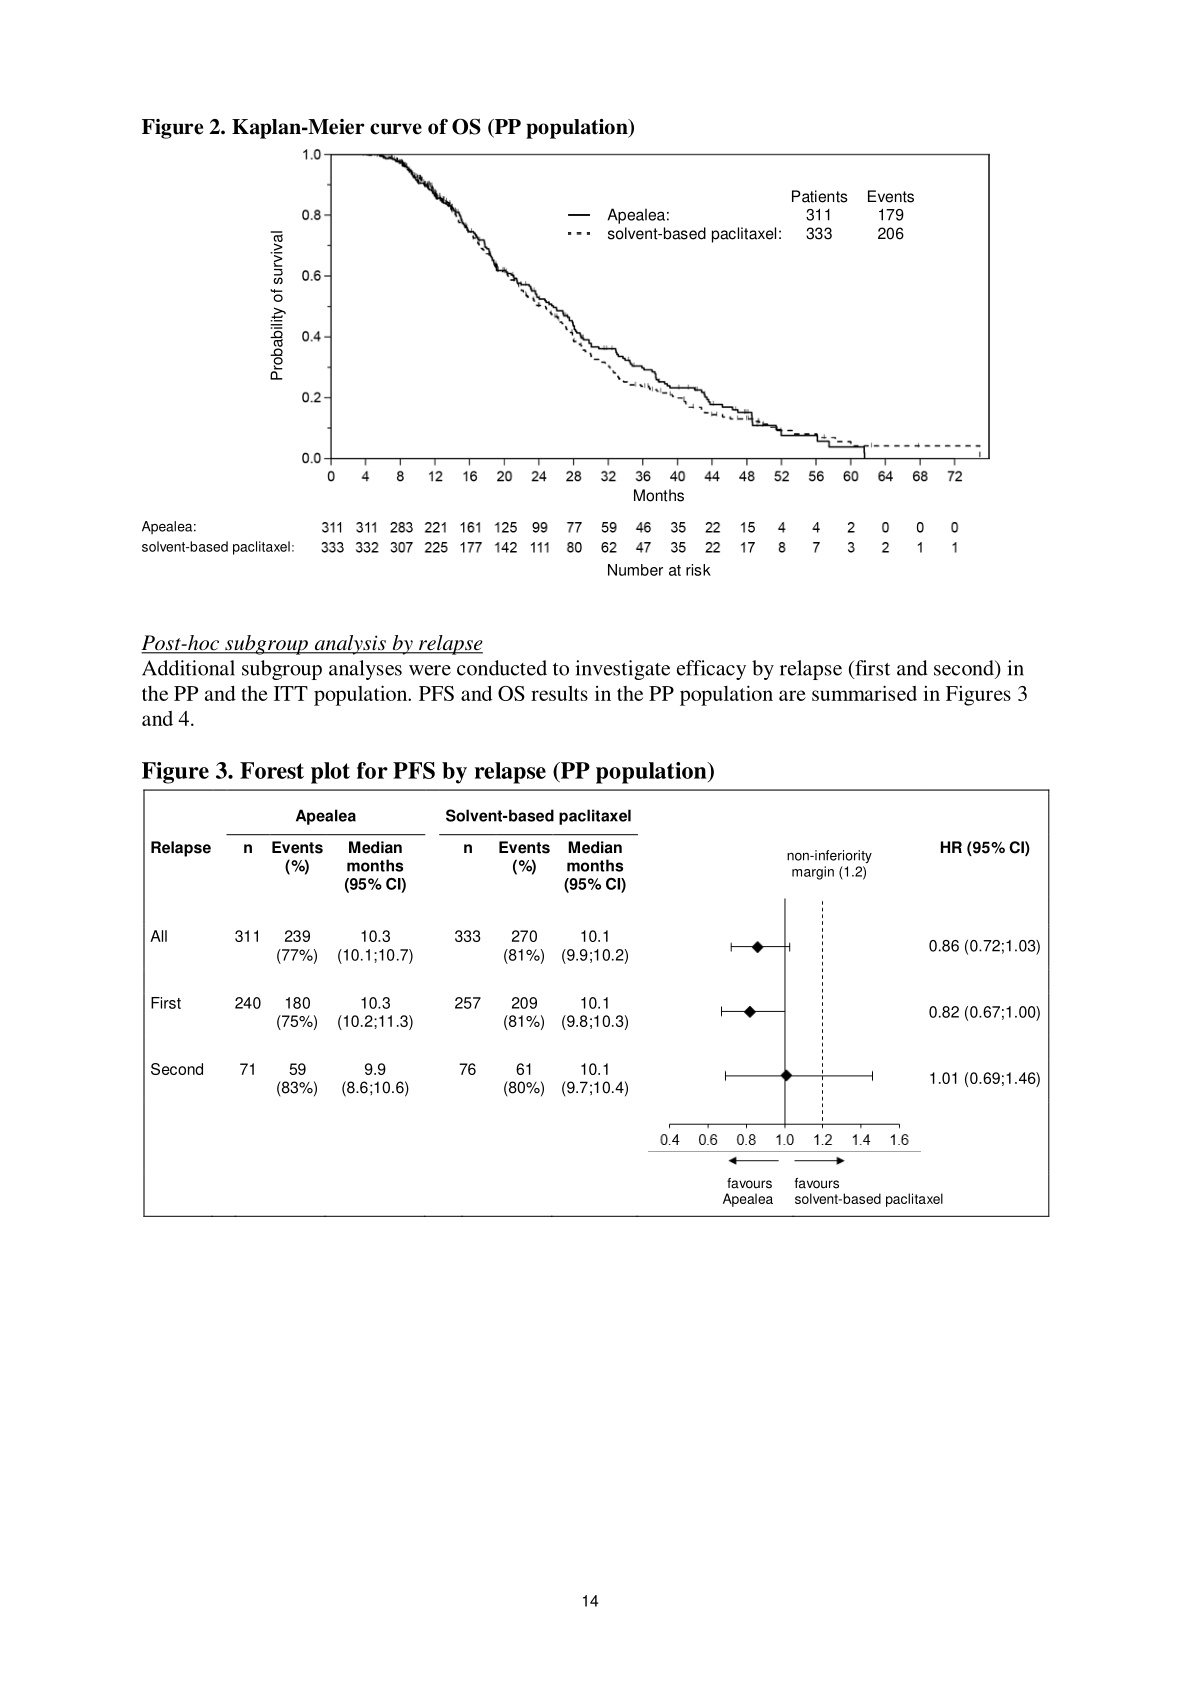 Figure 2. Kaplan-Meier curve of OS (PP population)
Probability of survival
1.0
0.8
0.6
0.4
0.2
0.0
Patients Events
Apealea: 311 179
solvent-based paclitaxel: 333 206
0 4 8 12 16 20 24 28 32 36 40 44 48 52 56 60 64 68 72
Months
Apealea: 311 311 283 221 161 125 99 77 59 46 35 22 15 4 4 2 0 0 0
solvent-based paclitaxel: 333 332 307 225 177 142 111 80 62 47 35 22 17 8 7 3 2 1 1
Number at risk
Post-hoc subgroup analysis by relapse
Additional subgroup analyses were conducted to investigate efficacy by relapse (first and second) in
the PP and the ITT population. PFS and OS results in the PP population are summarised in Figures 3
and 4.
Figure 3. Forest plot for PFS by relapse (PP population)
Apealea Solvent-based paclitaxel
Relapse n Events Median n Events Median HR (95% CI)
(%) months (%) months
(95% CI) (95% CI)
non-inferiority
margin (1.2)
All 311 239 10.3 333 270 10.1 0.86 (0.72;1.03)
(77%) (10.1;10.7) (81%) (9.9;10.2)
First 240 180 10.3 257 209 10.1 0.82 (0.67;1.00)
(75%) (10.2;11.3) (81%) (9.8;10.3)
Second 71 59 9.9 76 61 10.1 1.01 (0.69;1.46)
(83%) (8.6;10.6) (80%) (9.7;10.4)
0.4 0.6 0.8 1.0 1.2 1.4 1.6
favours favours
Apealea solvent-based paclitaxel
14